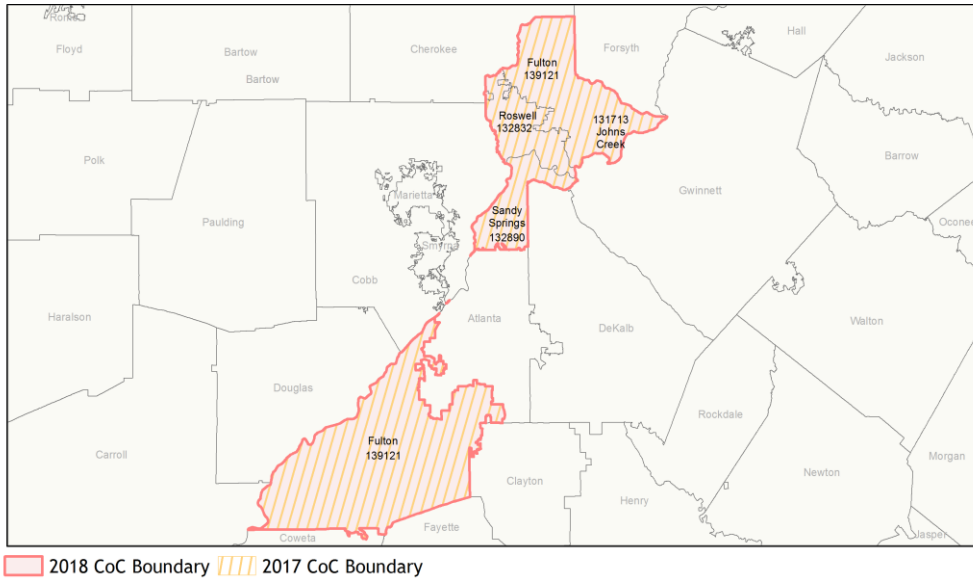 Rome
Floyd
Bartow
Bartow
Cherokee
Forsyth
Hall
Jackson
Fulton
139121
Roswell
132832
131713
Johns
Creek
Polk
Barrow
Marietta
Gwinnett
Paulding
Sandy
Springs
132890
Oconee
Smyrna
Cobb
Haralson
Atlanta
DeKalb
Walton
Douglas
Rockdale
Fulton
139121
Carroll
Clayton
Henry
Newton
Morgan
Fayette
Coweta
Jasper
2018 CoC Boundary 2017 CoC Boundary